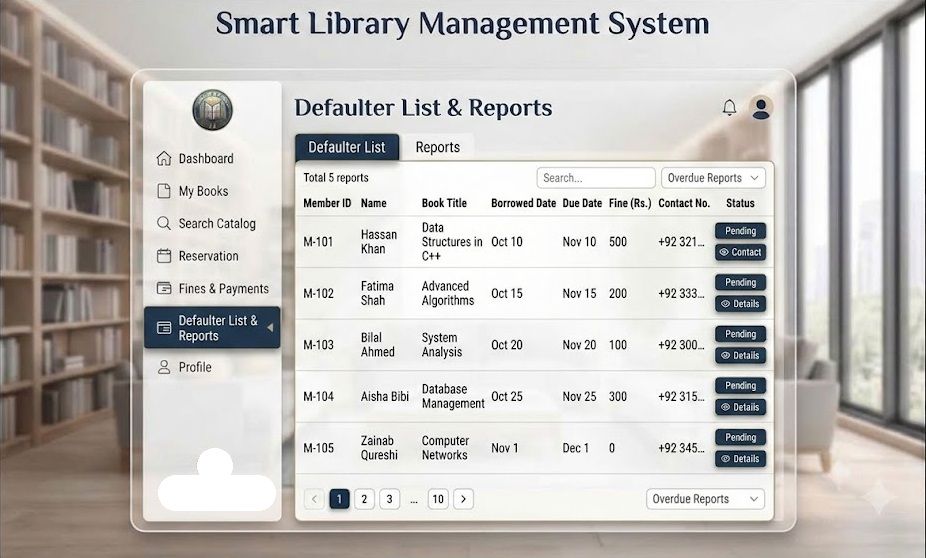 Smart Library Management System
Defaulter List & Reports
Dashboard
My Books
Search Catalog
Reservation
Fines & Payments
Defaulter List &
Reports
Profile
Defaulter List
Reports
Total 5 reports
Search...
Overdue Reports
Member ID Name Book Title Borrowed Date Due Date Fine (Rs.) Contact No. Status
M-101 Hassan Khan Data Structures in C++ Oct 10 Nov 10 500 +92 321... Pending Contact
M-102 Fatima Shah Advanced Algorithms Oct 15 Nov 15 200 +92 333... Pending Details
M-103 Bilal Ahmed System Analysis Oct 20 Nov 20 100 +92 300... Pending Details
M-104 Aisha Bibi Database Management Oct 25 Nov 25 300 +92 315... Pending Details
M-105 Zainab Qureshi Computer Networks Nov 1 Dec 1 0 +92 345... Pending Details
< 1 2 3 ... 10 >
Overdue Reports